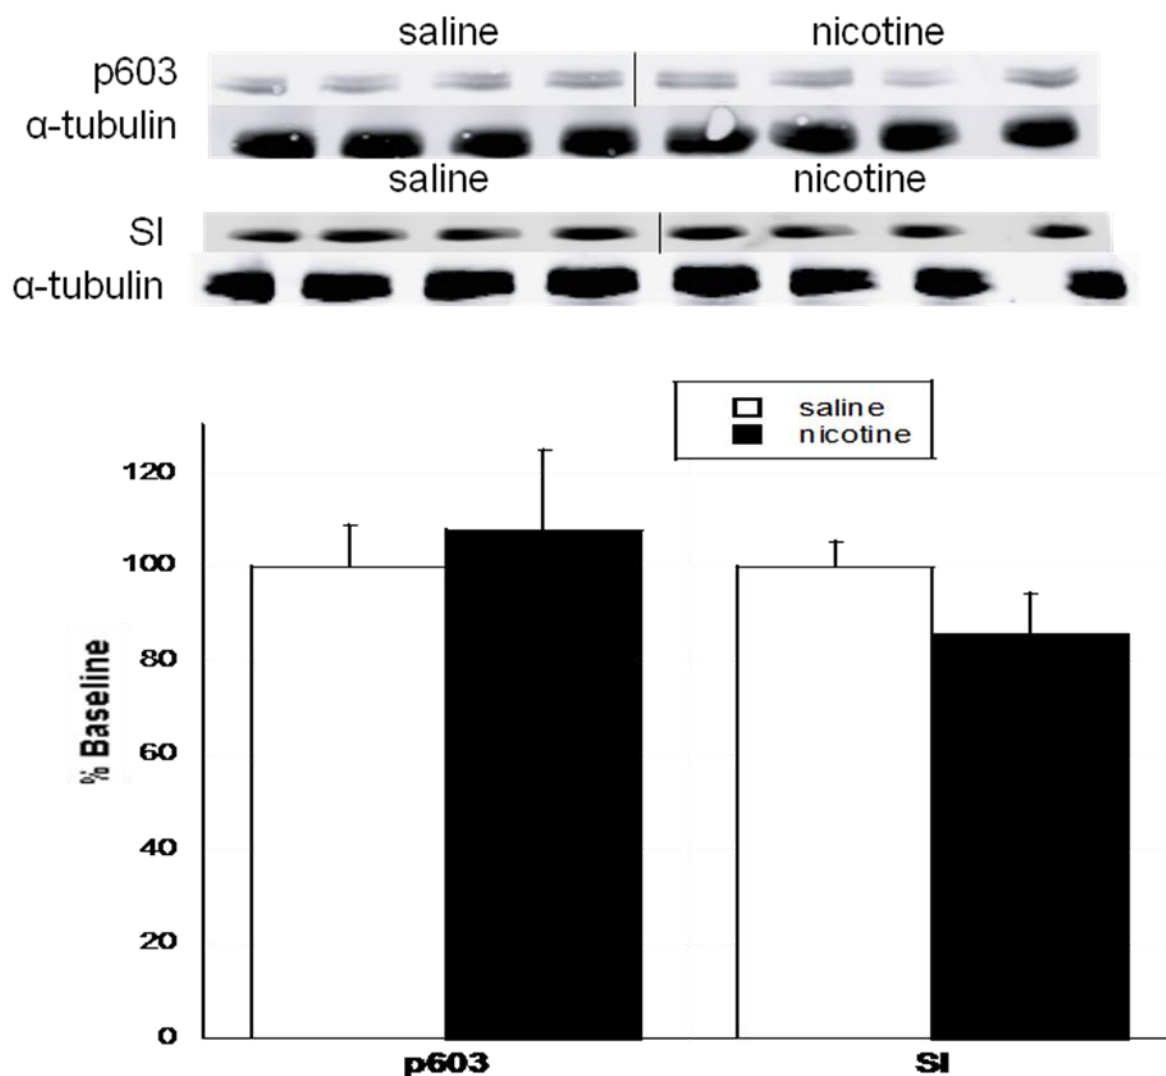 saline nicotine
p603
α-tubulin
saline nicotine
SI
α-tubulin
saline
nicotine
120
100
80
60
40
20
0
% Baseline
p603 SI